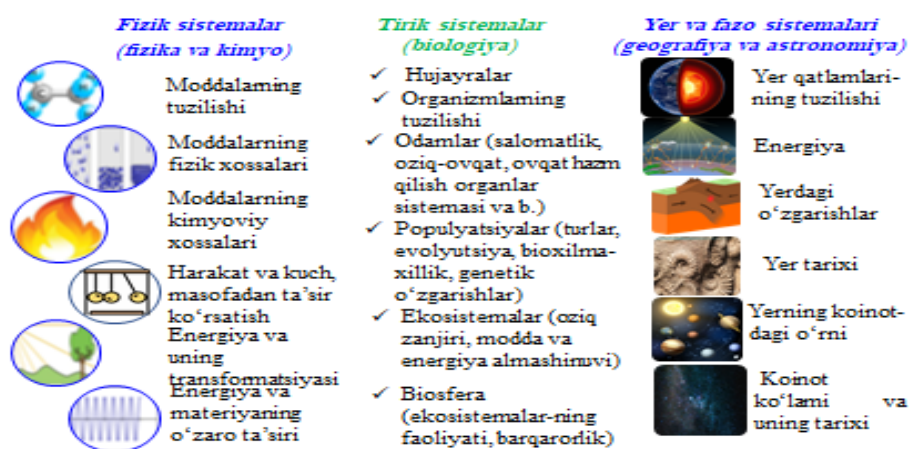 Fizik sistemalar
(fizika va kimyo)
Moddalarning
tuzilishi
Moddalarning
fizik xossalari
Moddalarning
kimyoviy
xossalari
Harakat va kuch,
masofadan ta’sir
ko‘rsatish
Energiya va
uning
transformatsiyasi
Energiya va
materiyaning
o‘zaro ta’siri
Tirik sistemalar
(biologiya)
✓ Hujayralar
✓ Organizmlarning
tuzilishi
✓ Odamlar (salomatlik,
oziq-ovqat, ovqat hazm
qilish organlar
sistemasi va b.)
✓ Populyatsiyalar (turlar,
evolyutsiya, bioxilma-
xillik, genetik
o‘zgarishlar)
✓ Ekosistemalar (oziq
zanjiri, modda va
energiya almashinuvi)
✓ Biosfera
(ekosistemalar-ning
faoliyati, barqarorlik)
Yer va fazo sistemalari
(geografiya va astronomiya)
Yer qatlamlari-
ning tuzilishi
Energiya
Yerdagi
o‘zgarishlar
Yer tarixi
Yerning koinot-
dagi o‘rni
Koinot
ko‘lami va
uning tarixi